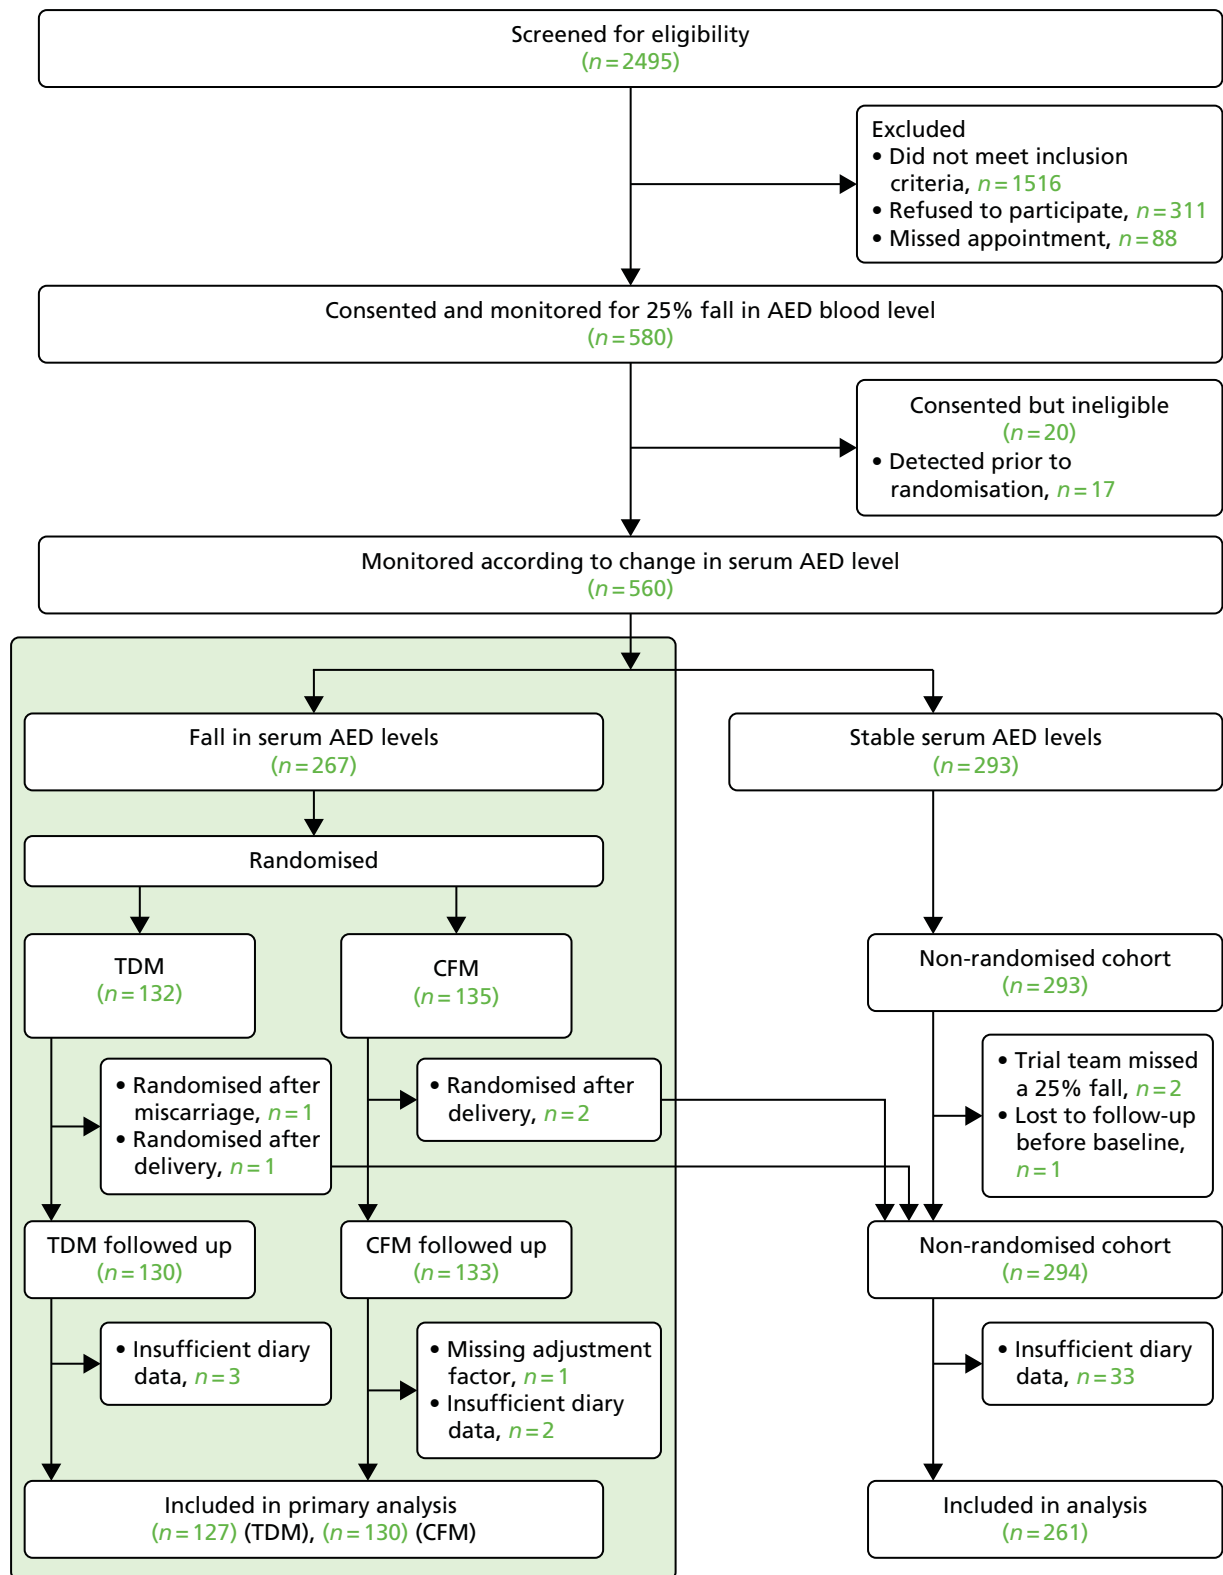 Screened for eligibility
(n=2495)
Excluded
• Did not meet inclusion
criteria, n=1516
• Refused to participate, n=311
• Missed appointment, n=88
Consented and monitored for 25% fall in AED blood level
(n=580)
Consented but ineligible
(n=20)
• Detected prior to
randomisation, n=17
Monitored according to change in serum AED level
(n=560)
Fall in serum AED levels
(n=267)
Stable serum AED levels
(n=293)
Randomised
TDM
(n=132)
CFM
(n=135)
Non-randomised cohort
(n=293)
• Randomised after
miscarriage, n=1
• Randomised after
delivery, n=1
• Randomised after
delivery, n=2
• Trial team missed
a 25% fall, n=2
• Lost to follow-up
before baseline,
n=1
TDM followed up
(n=130)
CFM followed up
(n=133)
Non-randomised cohort
(n=294)
• Insufficient diary
data, n=3
• Missing adjustment
factor, n=1
• Insufficient diary
data, n=2
• Insufficient diary
data, n=33
Included in primary analysis
(n=127) (TDM), (n=130) (CFM)
Included in analysis
(n=261)